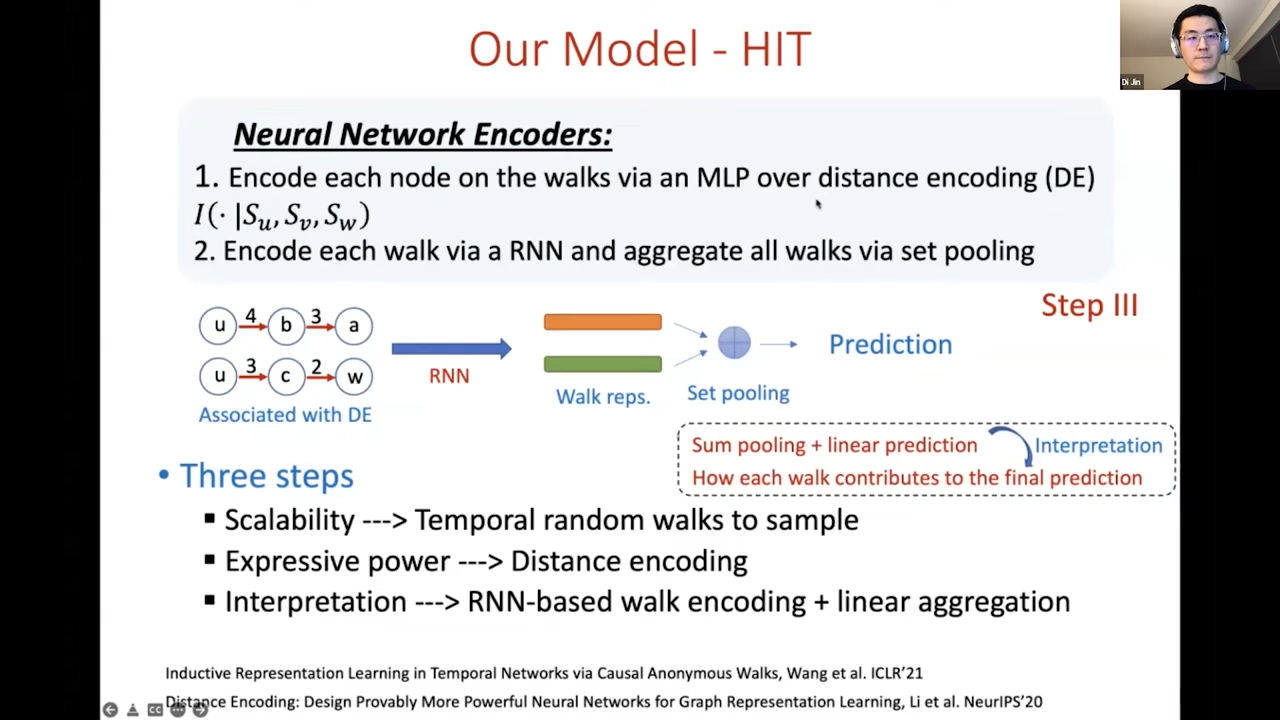 Our Model - HIT
Di Jin
Neural Network Encoders:
1. Encode each node on the walks via an MLP over distance encoding (DE)
I(· |Su, Sv, Sw)
2. Encode each walk via a RNN and aggregate all walks via set pooling
Step III
u 4 b 3 a
u 3 c 2 w
Associated with DE
RNN
Walk reps.
Set pooling
Prediction
Sum pooling + linear prediction
Interpretation
How each walk contributes to the final prediction
• Three steps
▪ Scalability ---> Temporal random walks to sample
▪ Expressive power ---> Distance encoding
▪ Interpretation ---> RNN-based walk encoding + linear aggregation
Inductive Representation Learning in Temporal Networks via Causal Anonymous Walks, Wang et al. ICLR'21
Distance Encoding: Design Provably More Powerful Neural Networks for Graph Representation Learning, Li et al. NeurIPS'20
CC